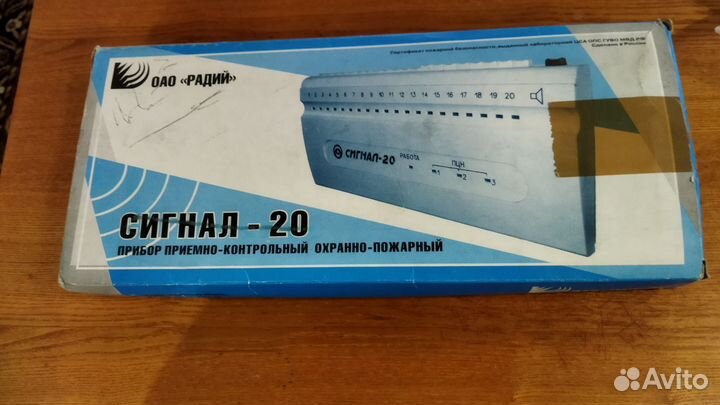 Сертификат пожарной безопасности, выданный лабораторией ЦСА ОПС ГУВО МВД РФ
Сделано в России
ОАО «РАДИЙ»
1 2 3 4 5 6 7 8 9 10 11 12 13 14 15 16 17 18 19 20
СИГНАЛ-20
РАБОТА
ПЦН
1 2 3
СИГНАЛ - 20
ПРИБОР ПРИЕМНО-КОНТРОЛЬНЫЙ ОХРАННО-ПОЖАРНЫЙ
Avito